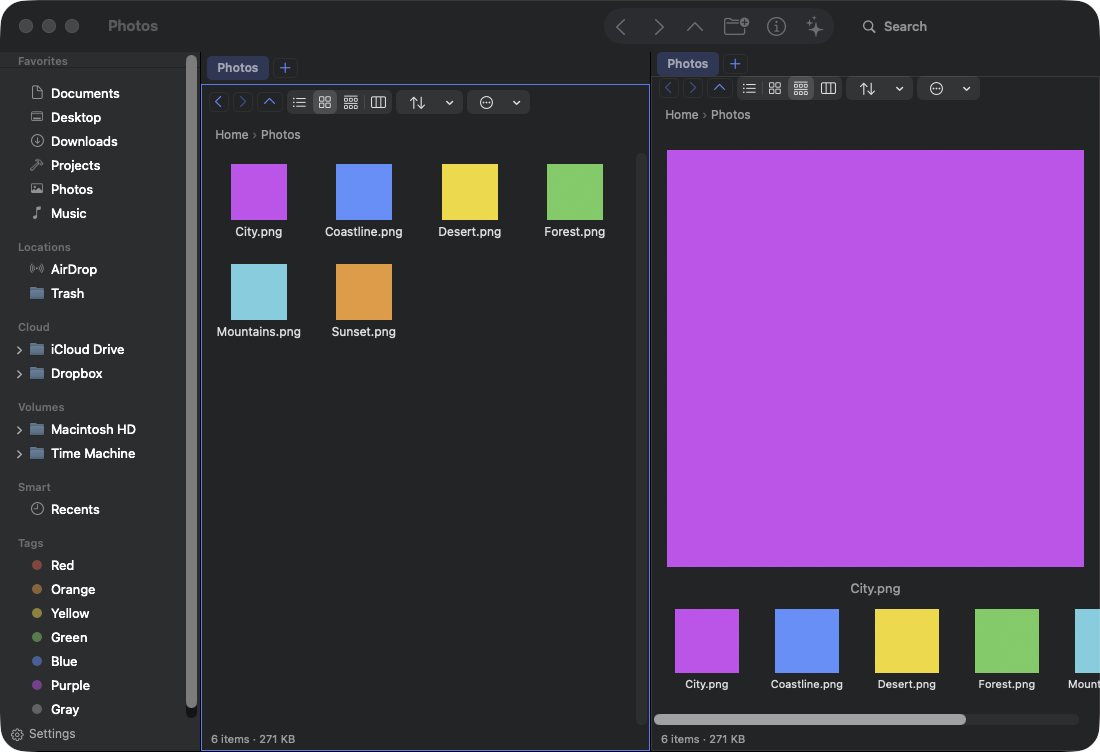 Photos
Search
Favorites
Documents
Desktop
Downloads
Projects
Photos
Music
Locations
AirDrop
Trash
Cloud
iCloud Drive
Dropbox
Volumes
Macintosh HD
Time Machine
Smart
Recents
Tags
Red
Orange
Yellow
Green
Blue
Purple
Gray
Settings
Photos
Home › Photos
City.png
Coastline.png
Desert.png
Forest.png
Mountains.png
Sunset.png
6 items · 271 KB
Photos
Home › Photos
City.png
City.png
Coastline.png
Desert.png
Forest.png
Mount
6 items · 271 KB